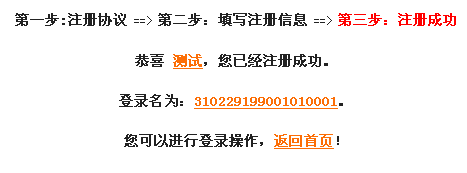 第一步:注册协议 ==> 第二步：填写注册信息 ==> 第三步：注册成功
恭喜 测试，您已经注册成功。
登录名为：310229199001010001。
您可以进行登录操作，返回首页！